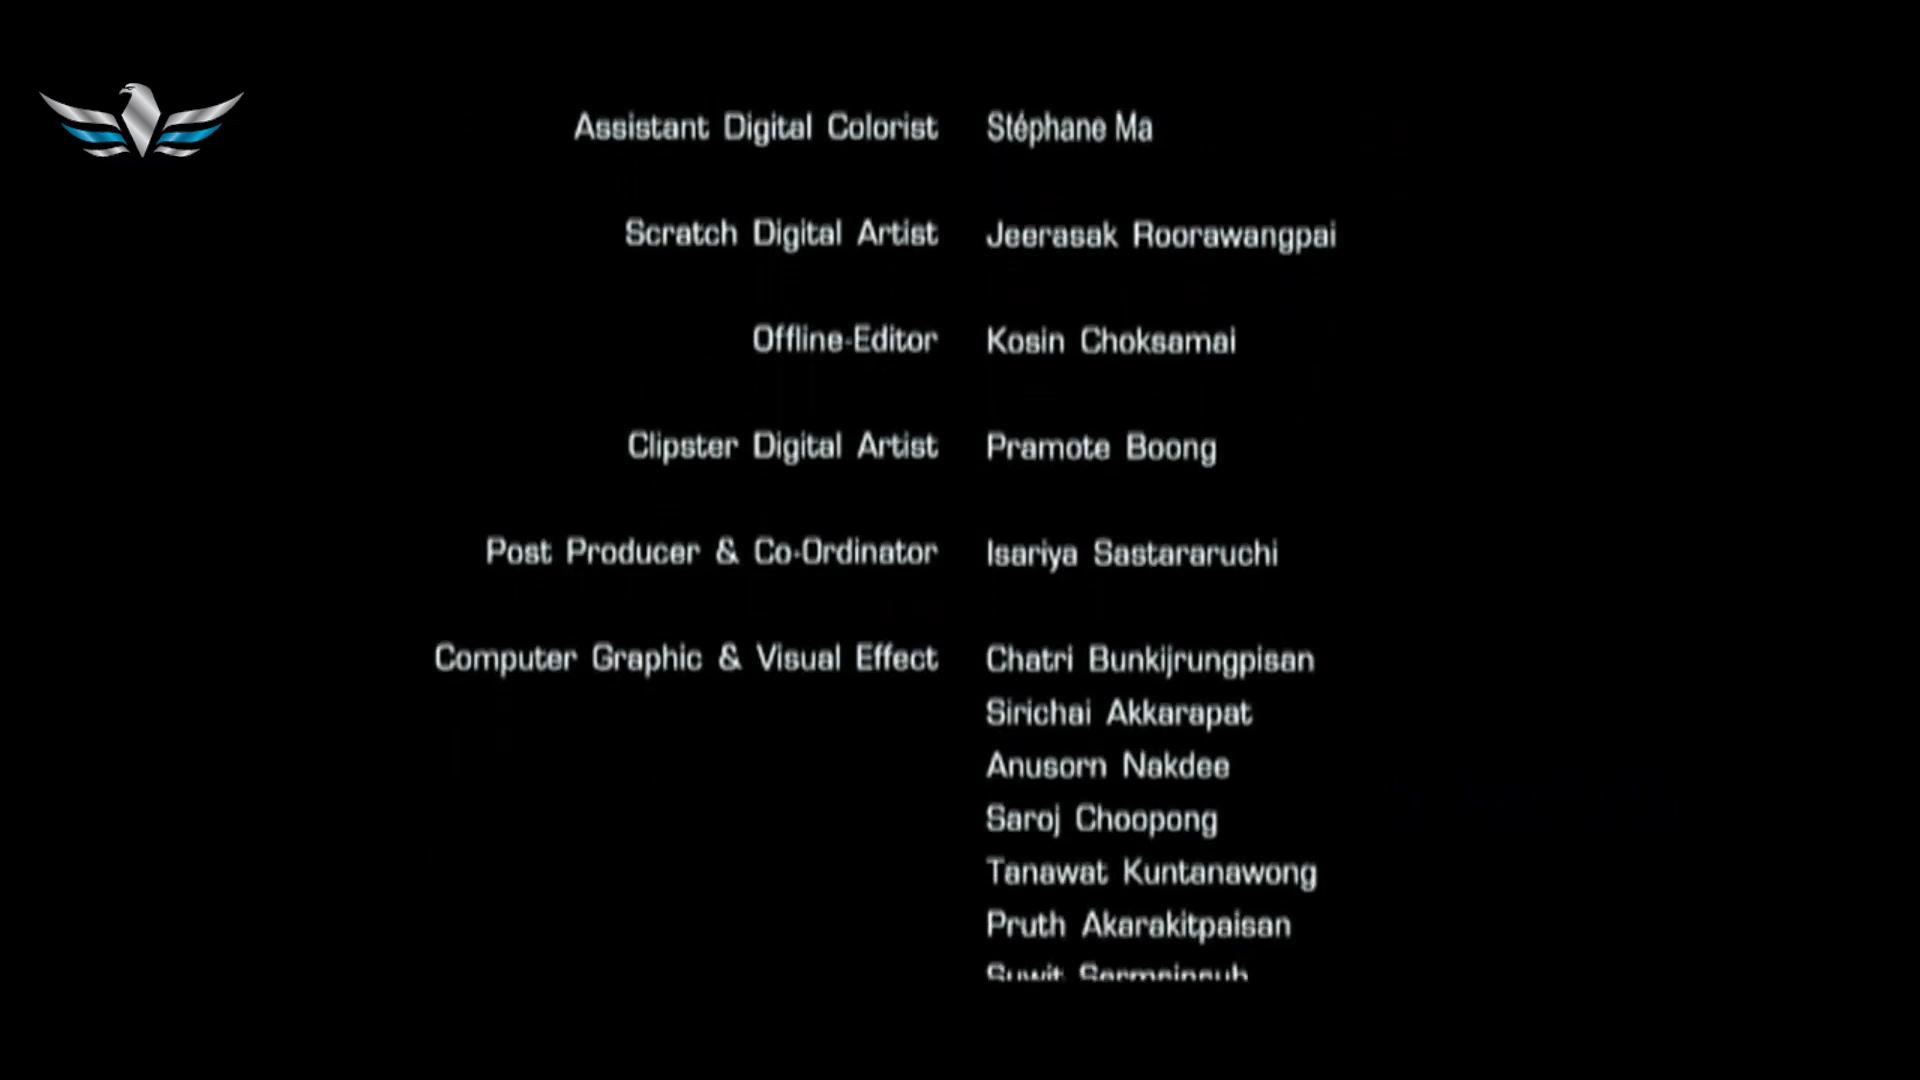 Assistant Digital Colorist Stéphane Ma
Scratch Digital Artist Jeerasak Roorawangpai
Offline-Editor Kosin Choksamai
Clipster Digital Artist Pramote Boong
Post Producer & Co-Ordinator Isariya Sastararuchi
Computer Graphic & Visual Effect Chatri Bunkijrungpisan
Sirichai Akkarapat
Anusorn Nakdee
Saroj Choopong
Tanawat Kuntanawong
Pruth Akarakitpaisan
Suwit